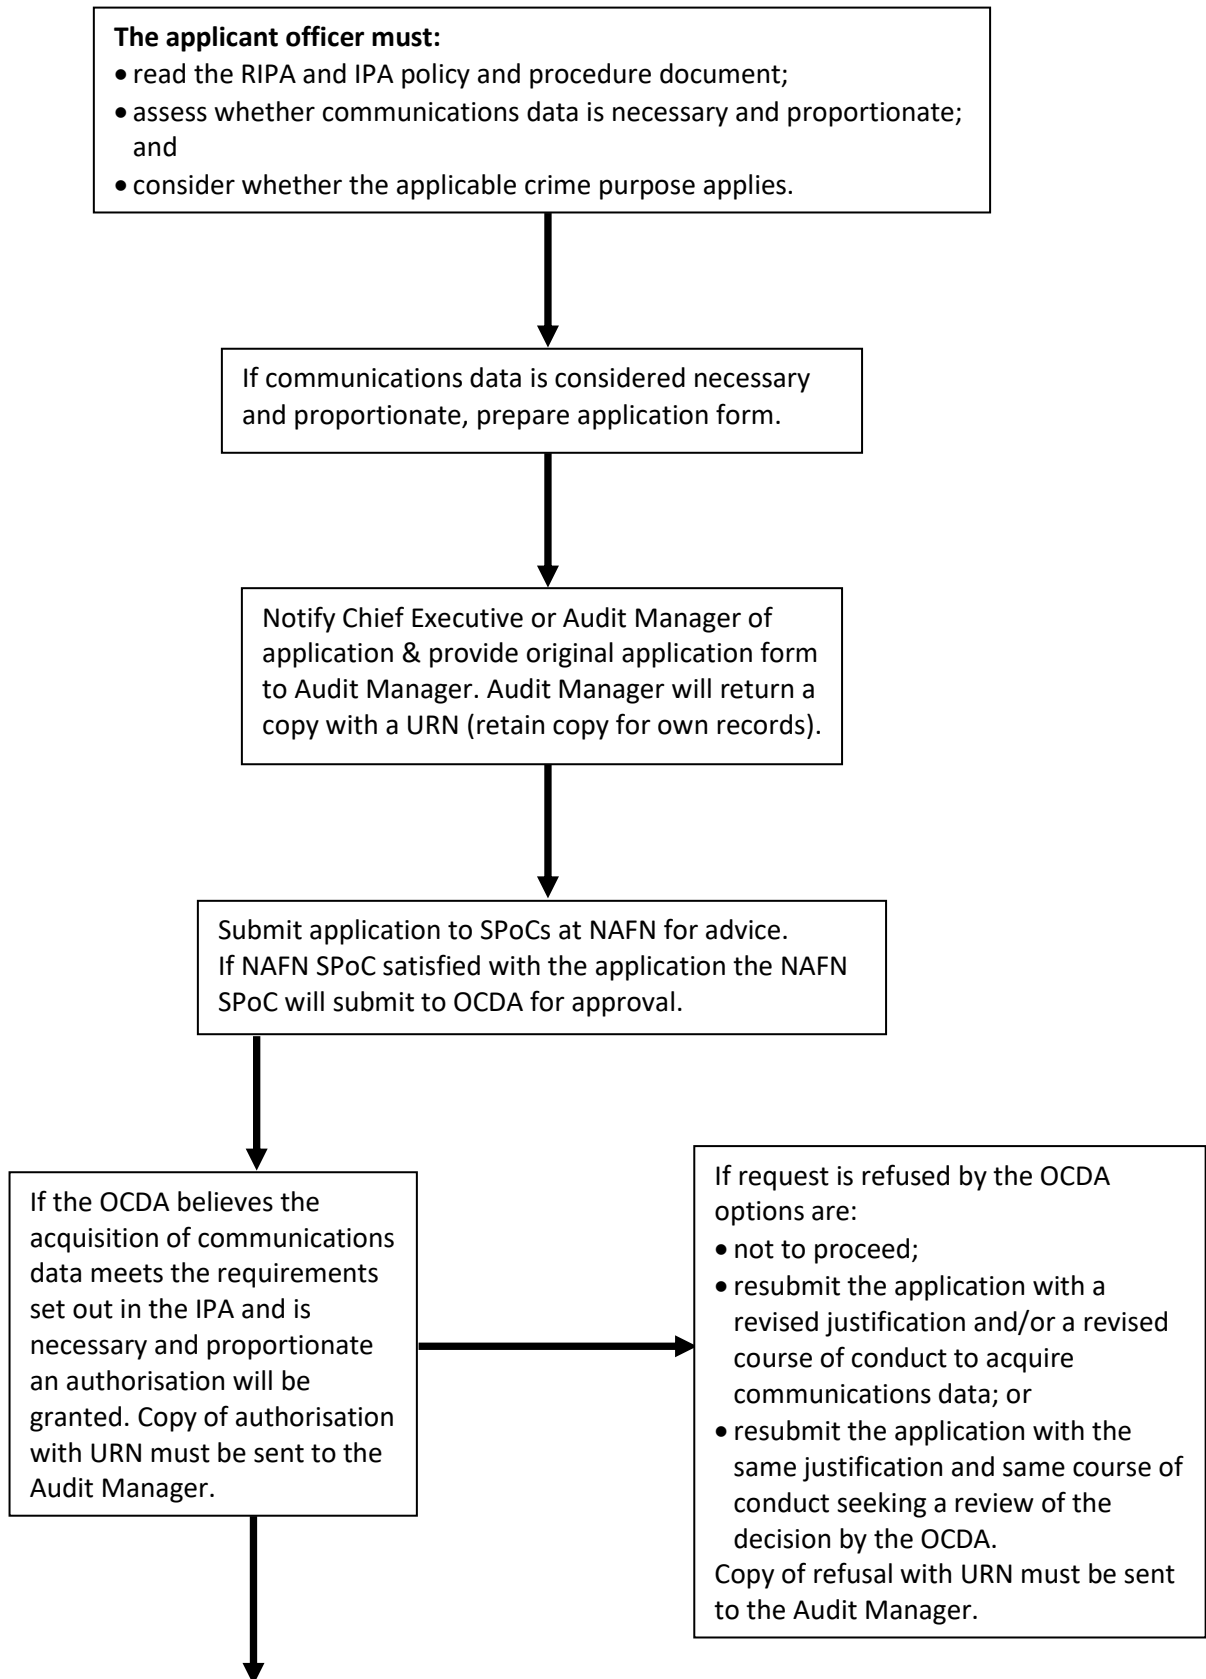 The applicant officer must:
• read the RIPA and IPA policy and procedure document;
• assess whether communications data is necessary and proportionate;
and
• consider whether the applicable crime purpose applies.
If communications data is considered necessary
and proportionate, prepare application form.
Notify Chief Executive or Audit Manager of
application & provide original application form
to Audit Manager. Audit Manager will return a
copy with a URN (retain copy for own records).
Submit application to SPoCs at NAFN for advice.
If NAFN SPoC satisfied with the application the NAFN
SPoC will submit to OCDA for approval.
If the OCDA believes the
acquisition of communications
data meets the requirements
set out in the IPA and is
necessary and proportionate
an authorisation will be
granted. Copy of authorisation
with URN must be sent to the
Audit Manager.
If request is refused by the OCDA
options are:
• not to proceed;
• resubmit the application with a
revised justification and/or a revised
course of conduct to acquire
communications data; or
• resubmit the application with the
same justification and same course of
conduct seeking a review of the
decision by the OCDA.
Copy of refusal with URN must be sent
to the Audit Manager.